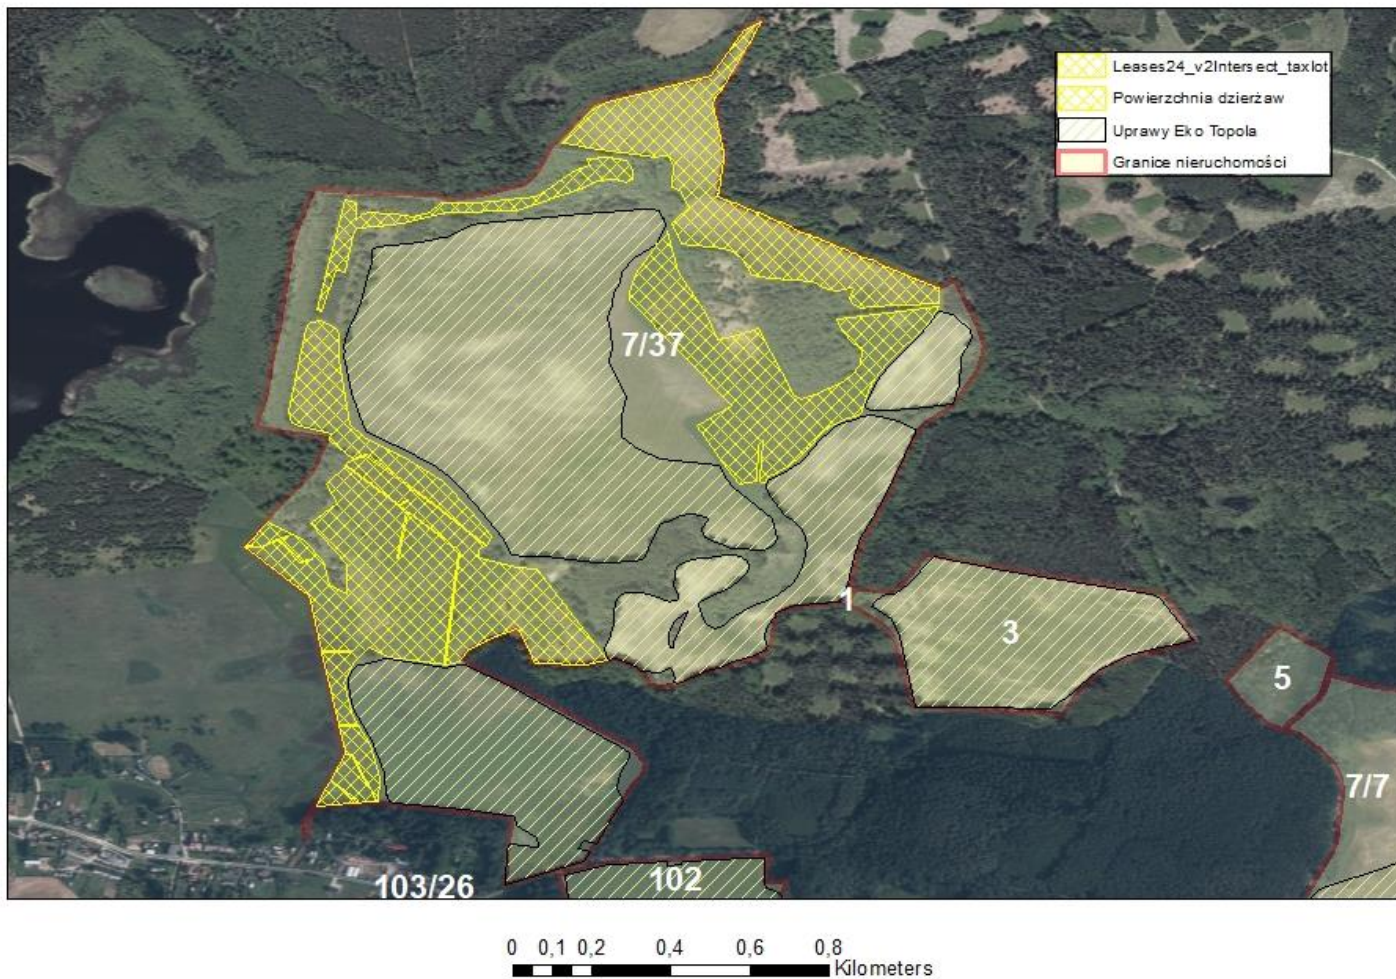 Leases24_v2Intersect_taxlot
Powierzchnia dzierżaw
Uprawy Eko Topola
Granice nieruchomości
7/37
1
3
5
7/7
103/26
102
0 0,1 0,2 0,4 0,6 0,8
Kilometers